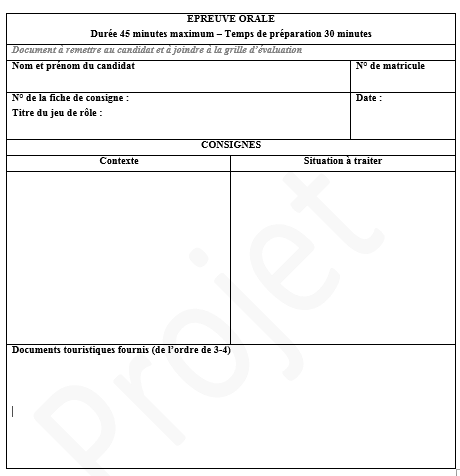 EPREUVE ORALE
Durée 45 minutes maximum – Temps de préparation 30 minutes
Document à remettre au candidat et à joindre à la grille d'évaluation
Nom et prénom du candidat
N° de matricule
N° de la fiche de consigne :
Titre du jeu de rôle :
Date :
CONSIGNES
Contexte
Situation à traiter
Documents touristiques fournis (de l'ordre de 3-4)
Projet